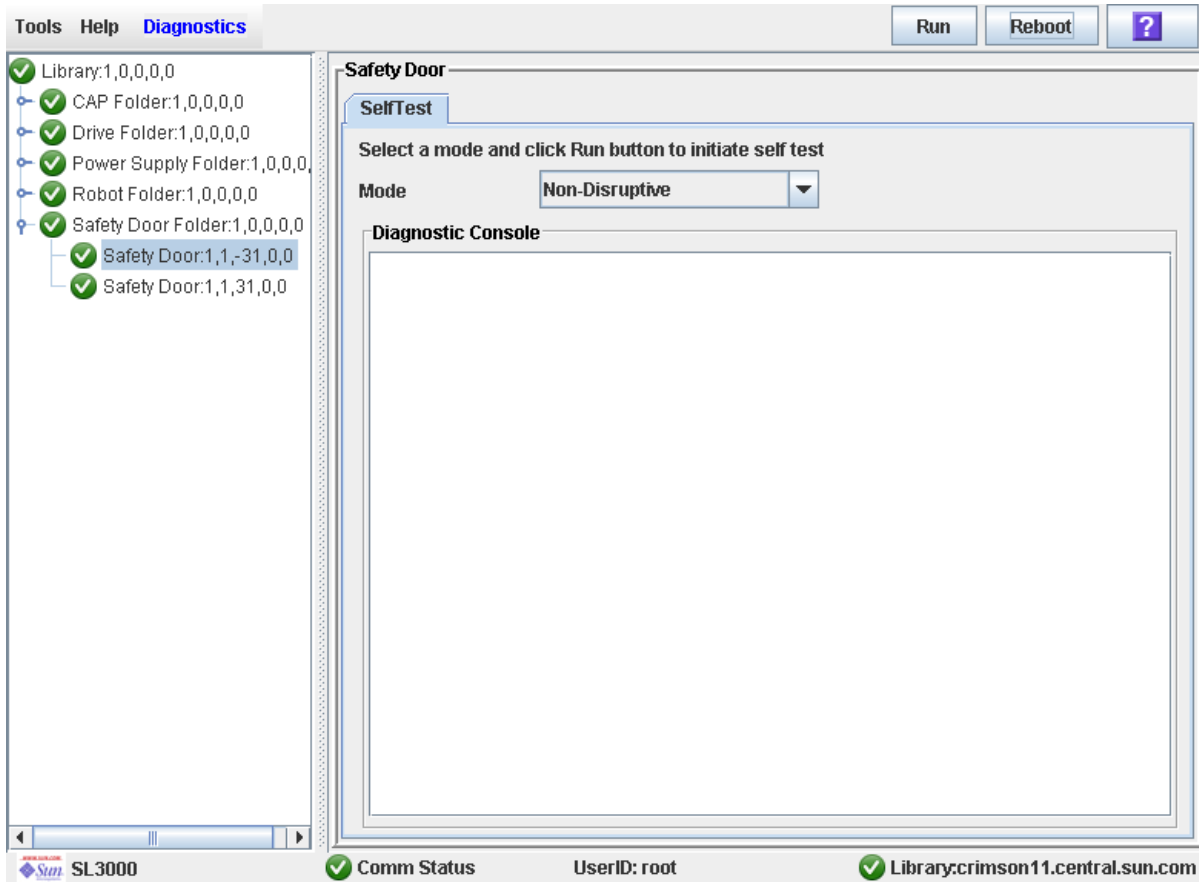 Tools Help Diagnostics Run Reboot ?
Library:1,0,0,0,0
CAP Folder:1,0,0,0,0
Drive Folder:1,0,0,0,0
Power Supply Folder:1,0,0,0,
Robot Folder:1,0,0,0,0
Safety Door Folder:1,0,0,0,0
Safety Door:1,1,-31,0,0
Safety Door:1,1,31,0,0
Safety Door
SelfTest
Select a mode and click Run button to initiate self test
Mode Non-Disruptive
Diagnostic Console
Sun SL3000 Comm Status UserID: root Library:crimson11.central.sun.com